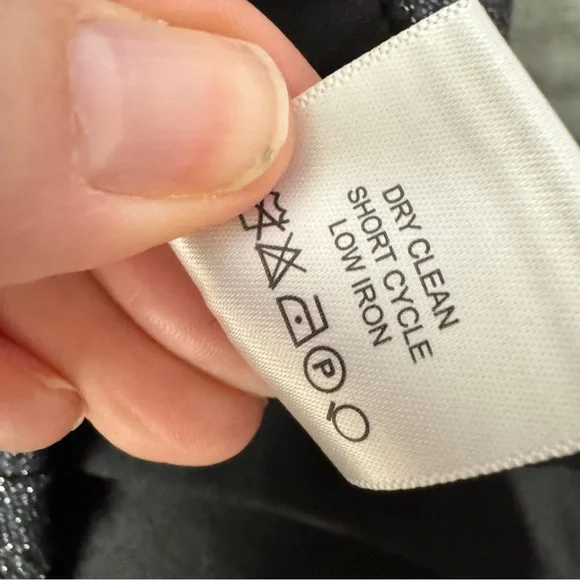 DRY CLEAN
SHORT CYCLE
LOW IRON
P